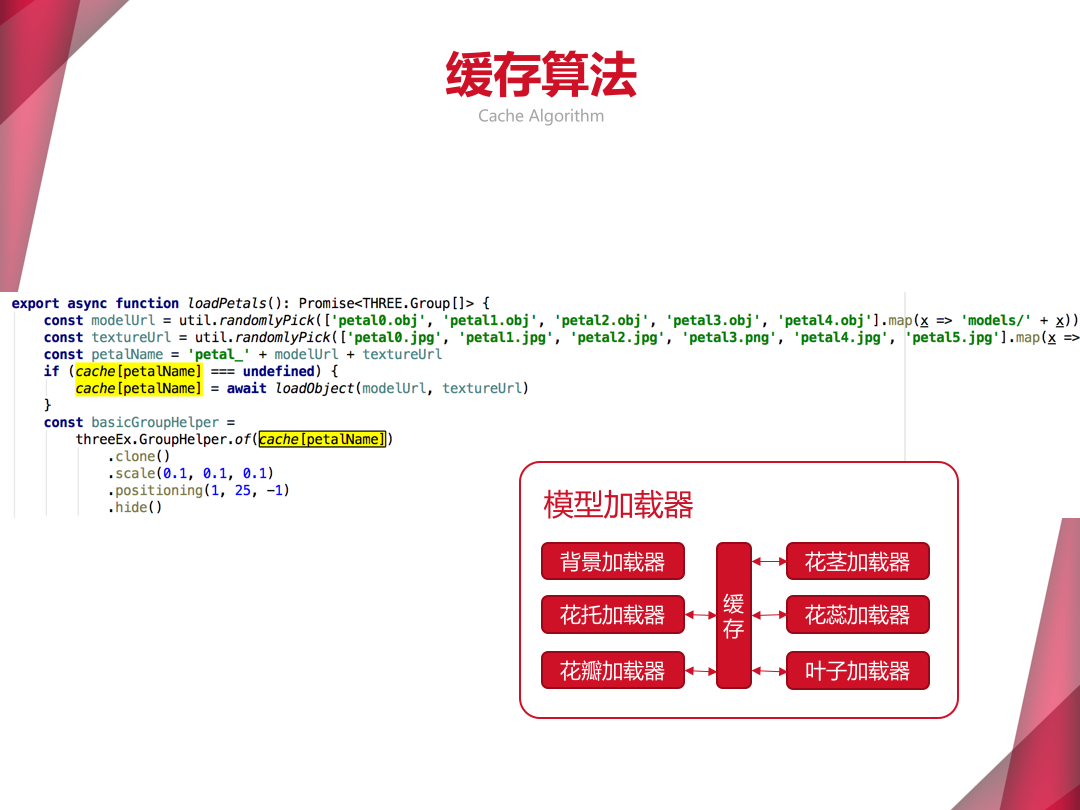 缓存算法
Cache Algorithm
export async function loadPetals(): Promise<THREE.Group[]> {
const modelUrl = util.randomlyPick(['petal0.obj', 'petal1.obj', 'petal2.obj', 'petal3.obj', 'petal4.obj'].map(x => 'models/' + x))
const textureUrl = util.randomlyPick(['petal0.jpg', 'petal1.jpg', 'petal2.jpg', 'petal3.png', 'petal4.jpg', 'petal5.jpg'].map(x =>
const petalName = 'petal_' + modelUrl + textureUrl
if (cache[petalName] === undefined) {
cache[petalName] = await loadObject(modelUrl, textureUrl)
}
const basicGroupHelper =
threeEx.GroupHelper.of(cache[petalName])
.clone()
.scale(0.1, 0.1, 0.1)
.positioning(1, 25, -1)
.hide()
模型加载器
背景加载器
花托加载器
花瓣加载器
缓
存
花茎加载器
花蕊加载器
叶子加载器